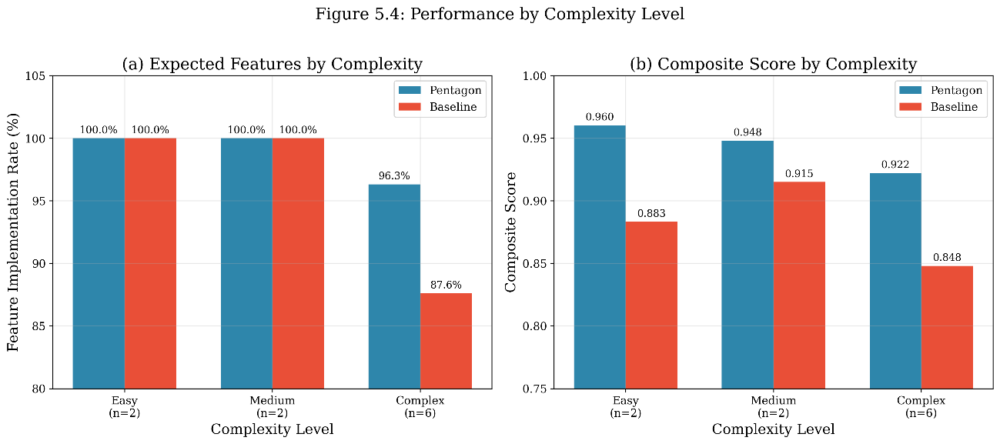 Figure 5.4: Performance by Complexity Level
(a) Expected Features by Complexity
Feature Implementation Rate (%)
105
100
95
90
85
80
Pentagon
Baseline
100.0%
100.0%
100.0%
100.0%
96.3%
87.6%
Easy
(n=2)
Medium
(n=2)
Complex
(n=6)
Complexity Level
(b) Composite Score by Complexity
Composite Score
1.00
0.95
0.90
0.85
0.80
0.75
Pentagon
Baseline
0.960
0.883
0.948
0.915
0.922
0.848
Easy
(n=2)
Medium
(n=2)
Complex
(n=6)
Complexity Level